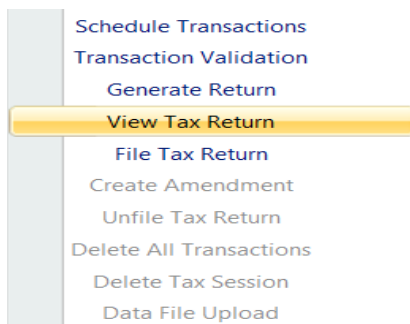 Schedule Transactions
Transaction Validation
Generate Return
View Tax Return
File Tax Return
Create Amendment
Unfile Tax Return
Delete All Transactions
Delete Tax Session
Data File Upload